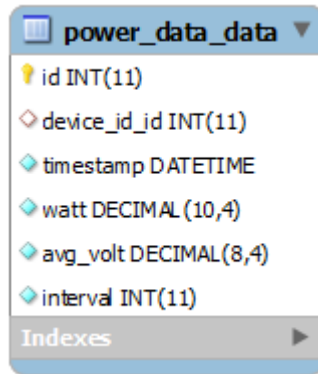 power_data_data
id INT(11)
device_id_id INT(11)
timestamp DATETIME
watt DECIMAL(10,4)
avg_volt DECIMAL(8,4)
interval INT(11)
Indexes